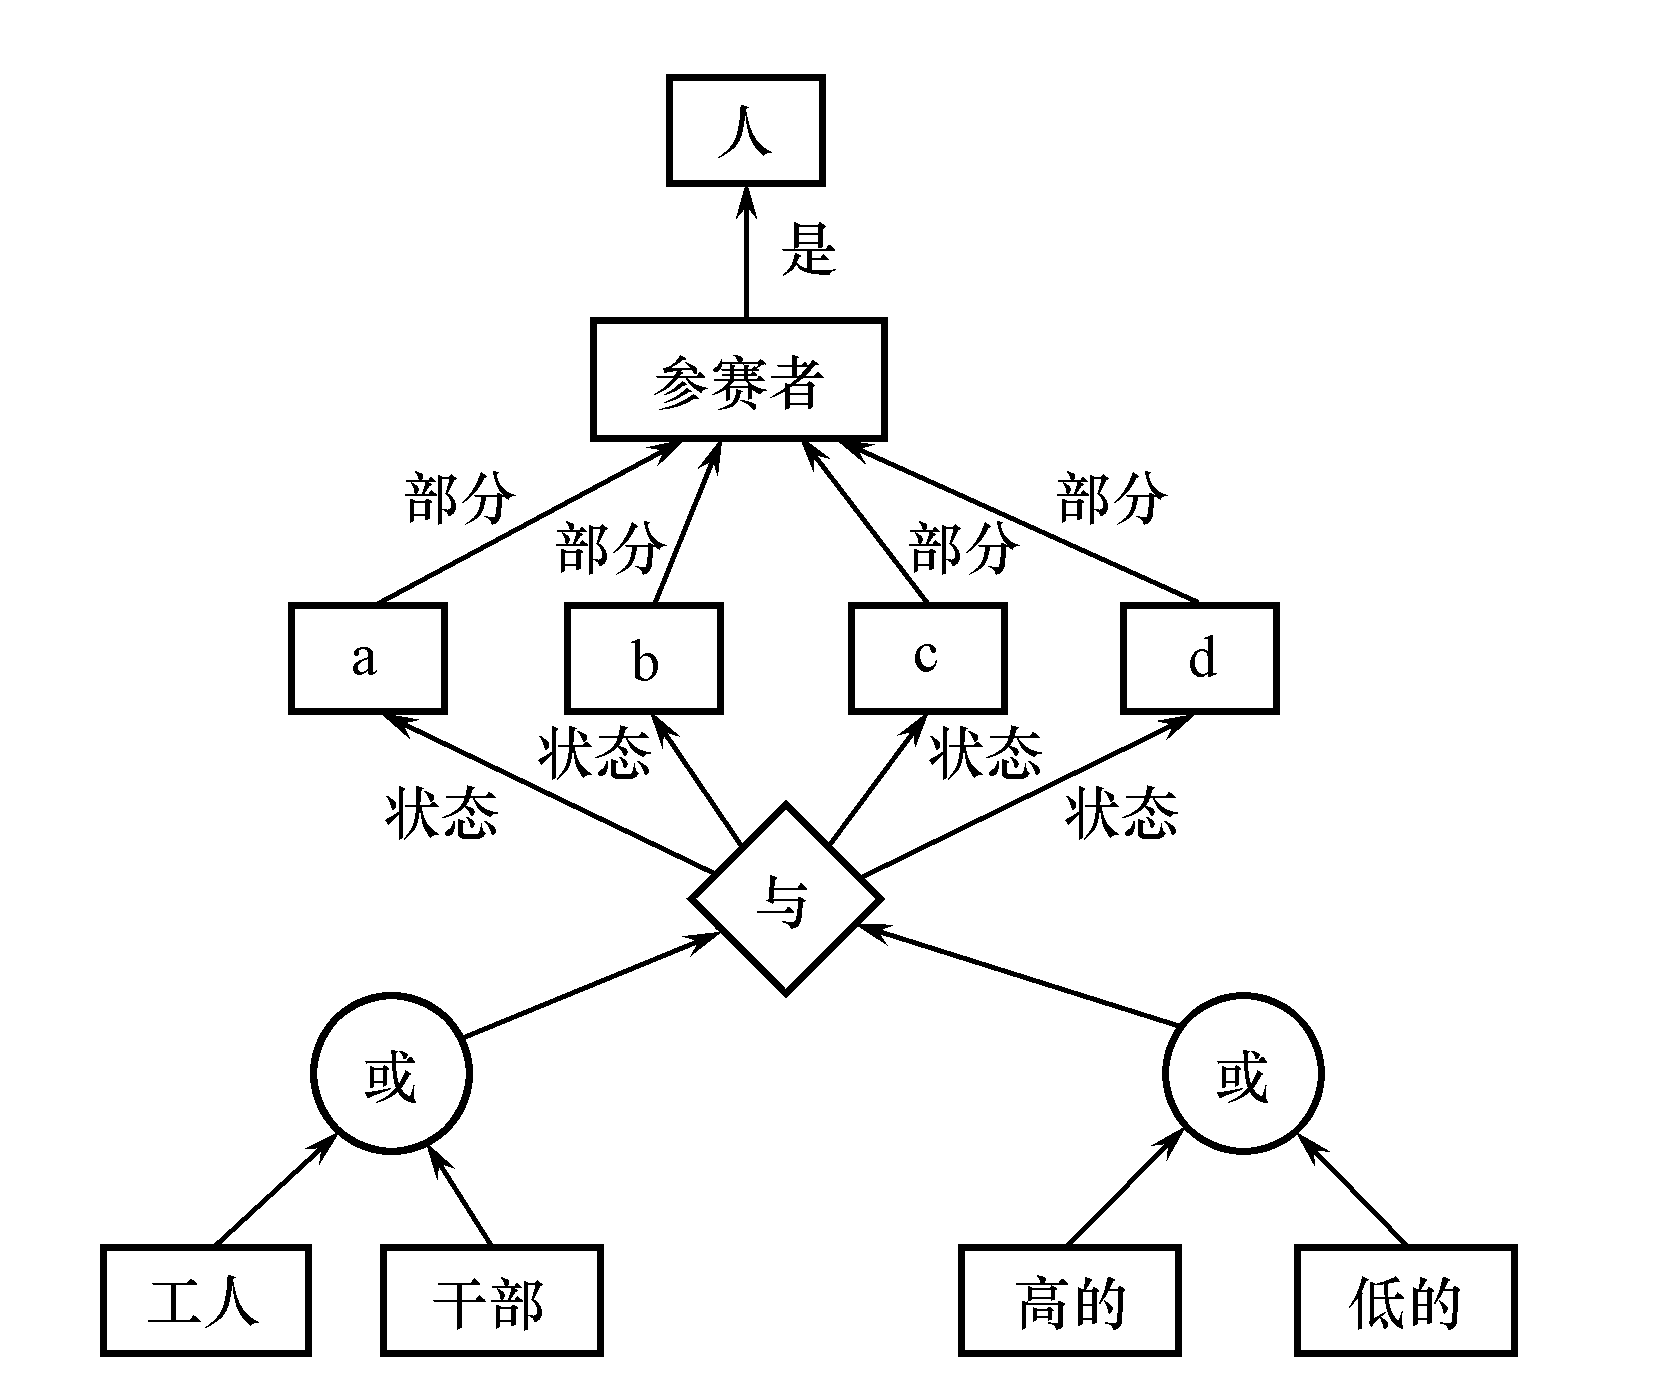 人
是
参赛者
部分
部分
部分
部分
a
b
c
d
状态
状态
状态
状态
与
或
或
工人
干部
高的
低的